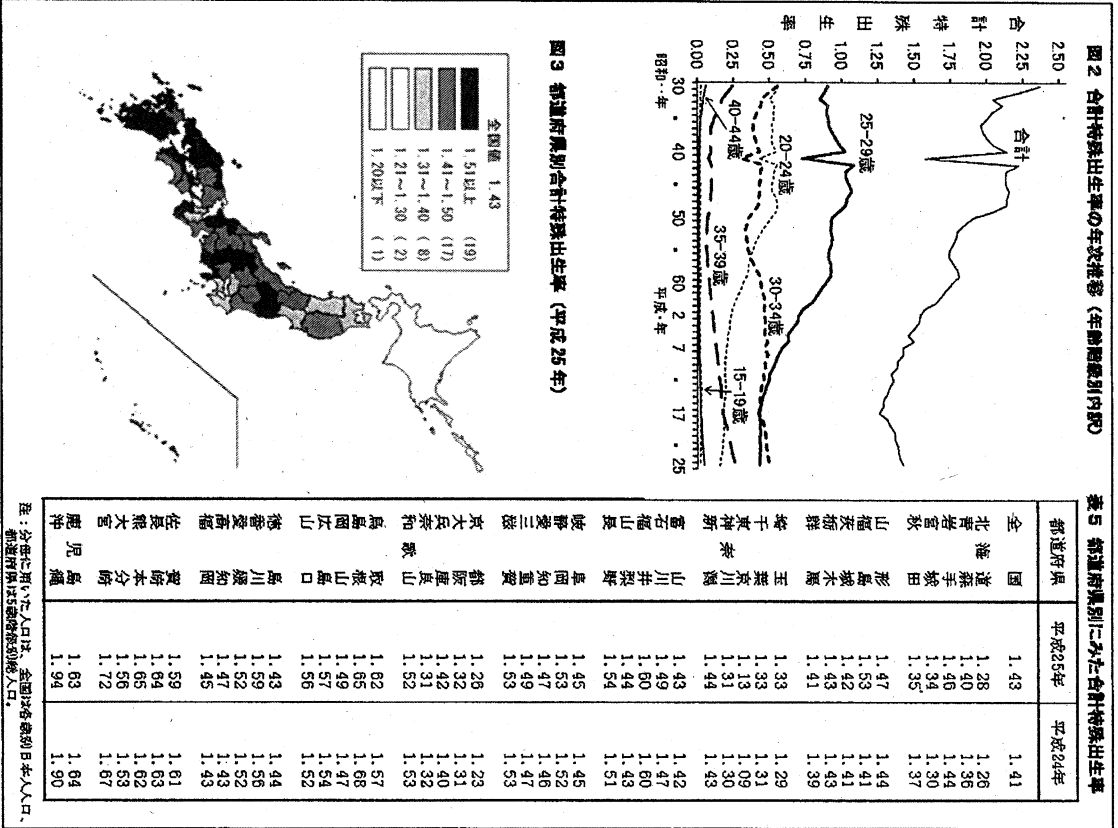 図2 合計特殊出生率の年次推移（年齢階級別内訳）
合計特殊出生率
2.50
2.25
2.00
1.75
1.50
1.25
1.00
0.75
0.50
0.25
0.00
合計
25-29歳
20-24歳
30-34歳
40-44歳
35-39歳
15-19歳
30 ・ 40 ・ 50 ・ 60 2 7 ・ 17 ・ 25
昭和・・年 平成・年
図3 都道府県別合計特殊出生率（平成25年）
全国値 1.43
1.51以上 (19)
1.41～1.50 (17)
1.31～1.40 ( 8)
1.21～1.30 ( 2)
1.20以下 ( 1)
表5 都道府県別にみた合計特殊出生率
都道府県 平成25年 平成24年
全国 1.43 1.41
北海道 1.28 1.26
青森 1.40 1.36
岩手 1.46 1.44
宮城 1.34 1.30
秋田 1.35 1.37
山形 1.47 1.44
福島 1.53 1.41
茨城 1.42 1.41
栃木 1.43 1.43
群馬 1.41 1.39
埼玉 1.33 1.29
千葉 1.33 1.31
東京 1.13 1.09
神奈川 1.31 1.30
新潟 1.44 1.43
富山 1.43 1.42
石川 1.49 1.47
福井 1.60 1.60
山梨 1.44 1.43
長野 1.54 1.51
岐阜 1.45 1.45
静岡 1.53 1.52
愛知 1.47 1.46
三重 1.49 1.47
滋賀 1.53 1.53
京都 1.26 1.23
大阪 1.32 1.31
兵庫 1.42 1.40
奈良 1.31 1.32
和歌山 1.52 1.53
鳥取 1.62 1.57
島根 1.65 1.68
岡山 1.49 1.47
広島 1.57 1.54
山口 1.56 1.52
徳島 1.43 1.44
香川 1.59 1.56
愛媛 1.52 1.52
高知 1.47 1.43
福岡 1.45 1.43
佐賀 1.59 1.61
長崎 1.64 1.63
熊本 1.65 1.62
大分 1.56 1.53
宮崎 1.72 1.67
鹿児島 1.63 1.64
沖縄 1.94 1.90
注：分母に用いた人口は、全国は各歳別日本人人口、
都道府県は5歳階級別総人口。